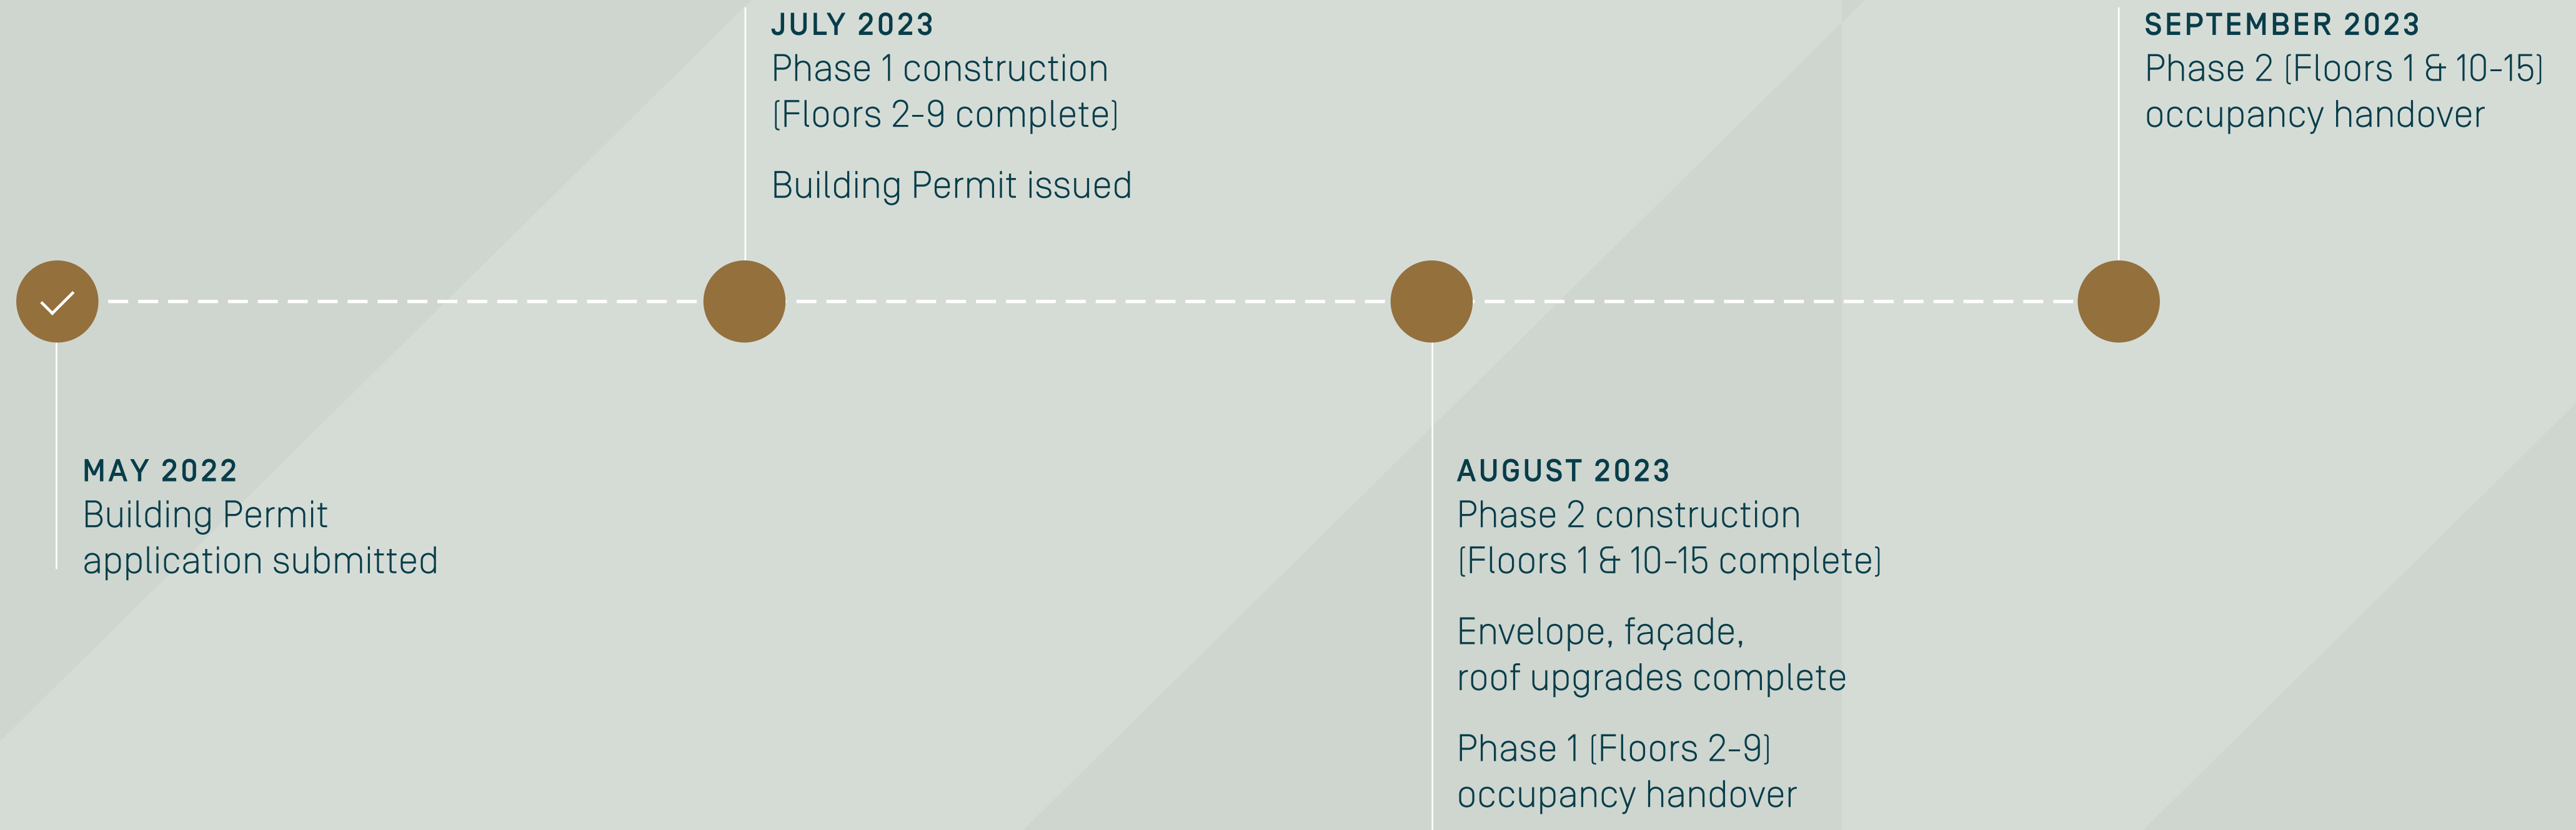 JULY 2023
Phase 1 construction
(Floors 2-9 complete)
Building Permit issued
SEPTEMBER 2023
Phase 2 (Floors 1 & 10-15)
occupancy handover
MAY 2022
Building Permit
application submitted
AUGUST 2023
Phase 2 construction
(Floors 1 & 10-15 complete)
Envelope, façade,
roof upgrades complete
Phase 1 (Floors 2-9)
occupancy handover